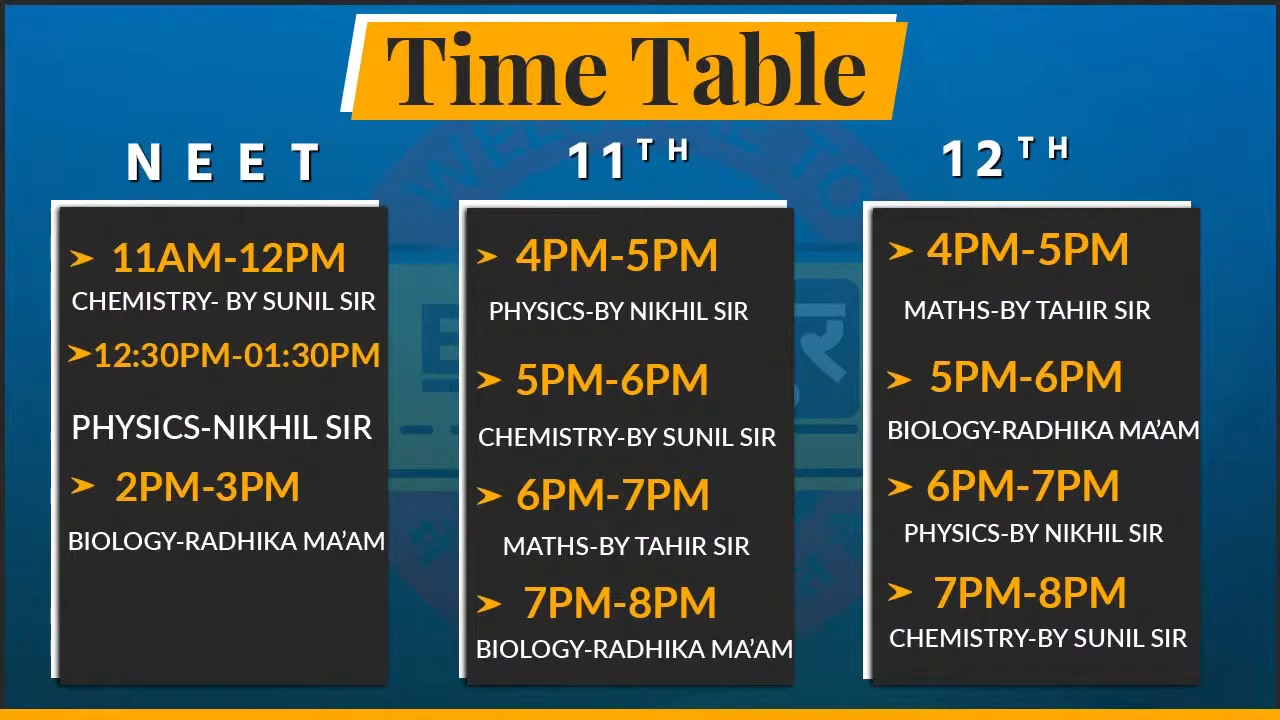 Time Table
NEET
➢ 11AM-12PM
CHEMISTRY- BY SUNIL SIR
➢12:30PM-01:30PM
PHYSICS-NIKHIL SIR
➢ 2PM-3PM
BIOLOGY-RADHIKA MA’AM
11TH
➢ 4PM-5PM
PHYSICS-BY NIKHIL SIR
➢ 5PM-6PM
CHEMISTRY-BY SUNIL SIR
➢ 6PM-7PM
MATHS-BY TAHIR SIR
➢ 7PM-8PM
BIOLOGY-RADHIKA MA’AM
12TH
➢ 4PM-5PM
MATHS-BY TAHIR SIR
➢ 5PM-6PM
BIOLOGY-RADHIKA MA’AM
➢ 6PM-7PM
PHYSICS-BY NIKHIL SIR
➢ 7PM-8PM
CHEMISTRY-BY SUNIL SIR
WELCOME TO